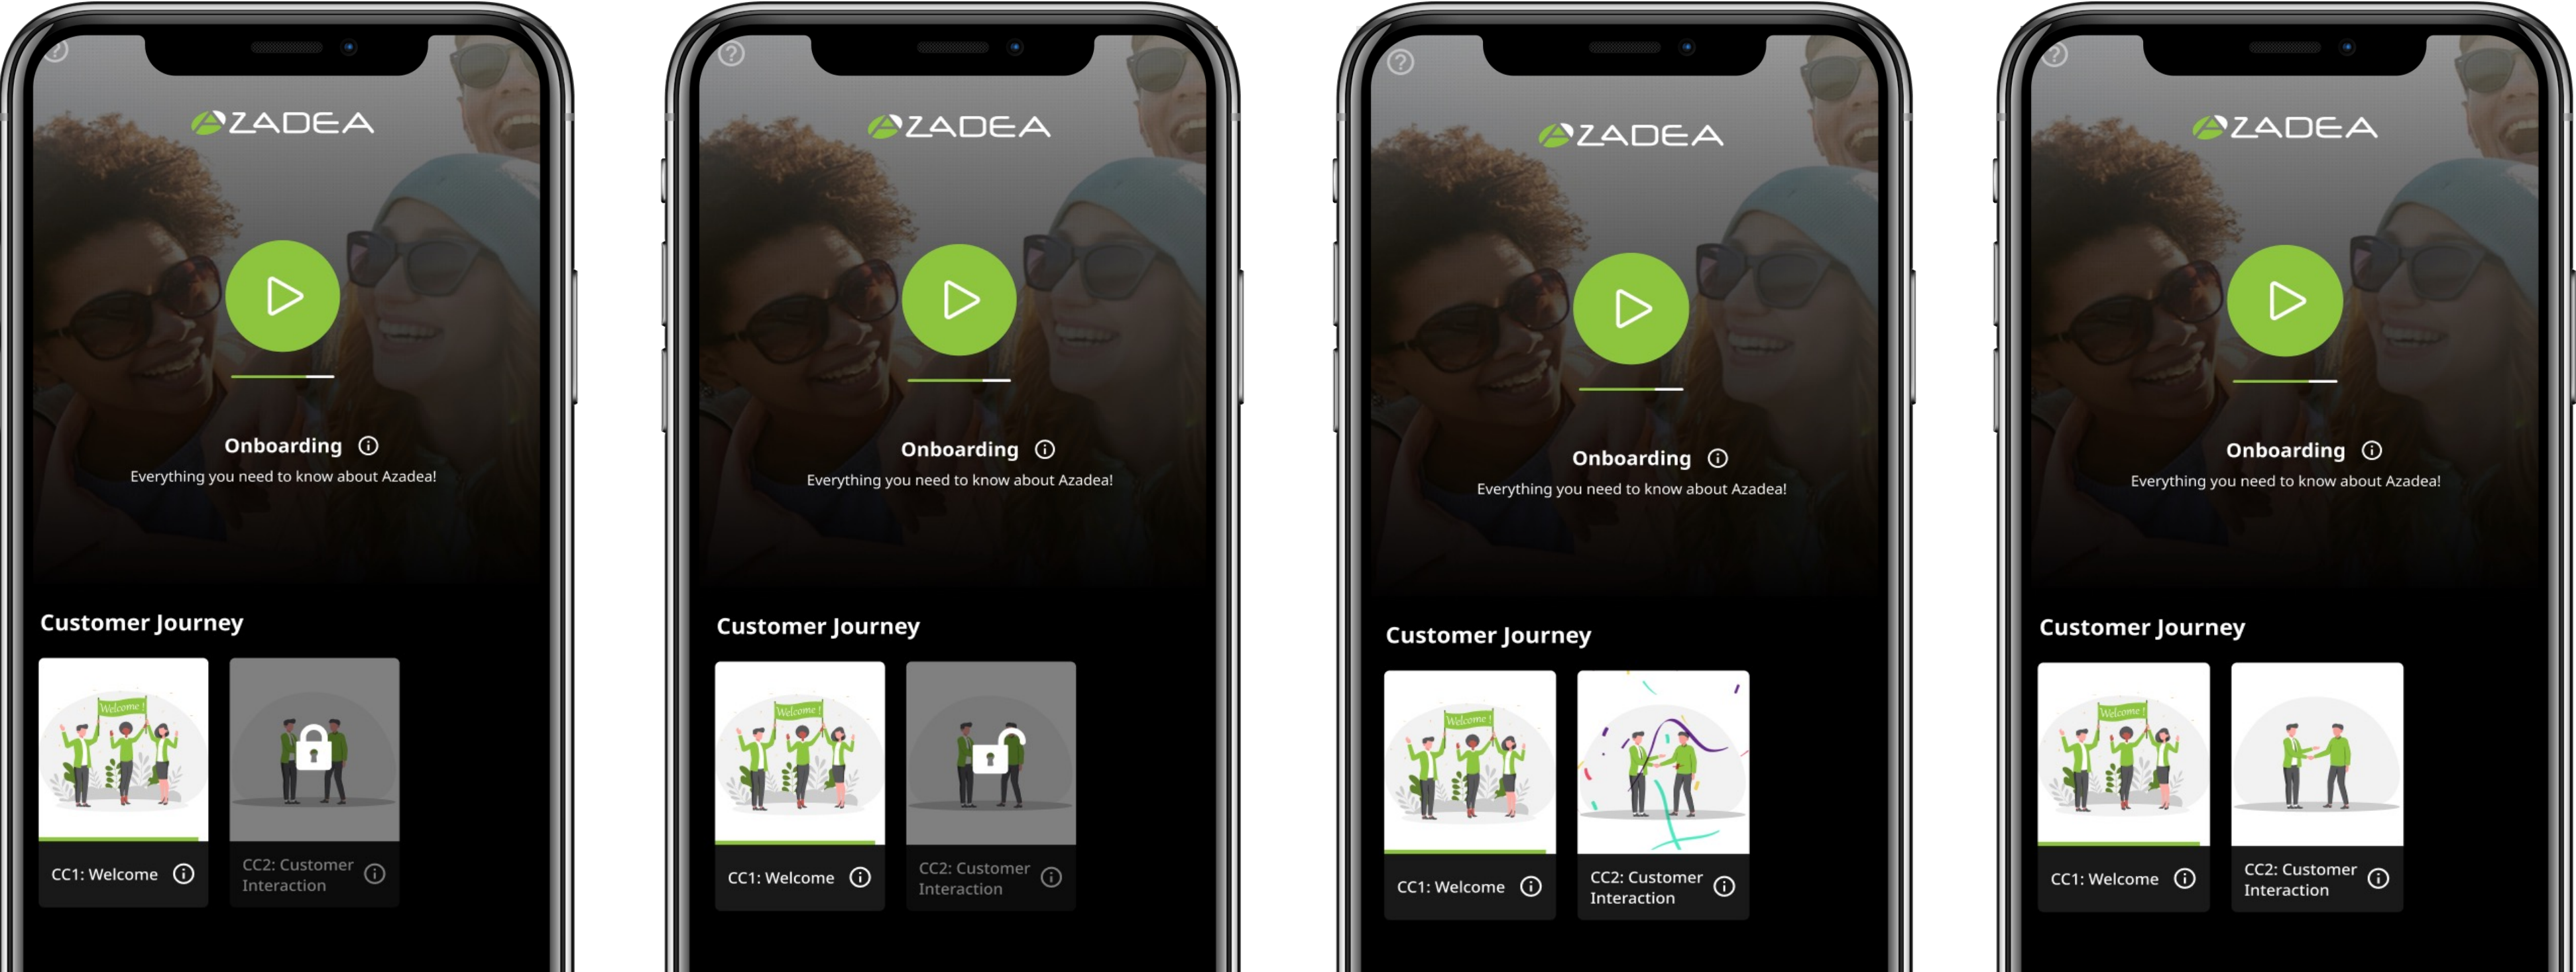 AZADEA
Onboarding
Everything you need to know about Azadea!
Customer Journey
Welcome !
CC1: Welcome
CC2: Customer
Interaction
AZADEA
Onboarding
Everything you need to know about Azadea!
Customer Journey
Welcome !
CC1: Welcome
CC2: Customer
Interaction
AZADEA
Onboarding
Everything you need to know about Azadea!
Customer Journey
Welcome !
CC1: Welcome
CC2: Customer
Interaction
AZADEA
Onboarding
Everything you need to know about Azadea!
Customer Journey
Welcome !
CC1: Welcome
CC2: Customer
Interaction